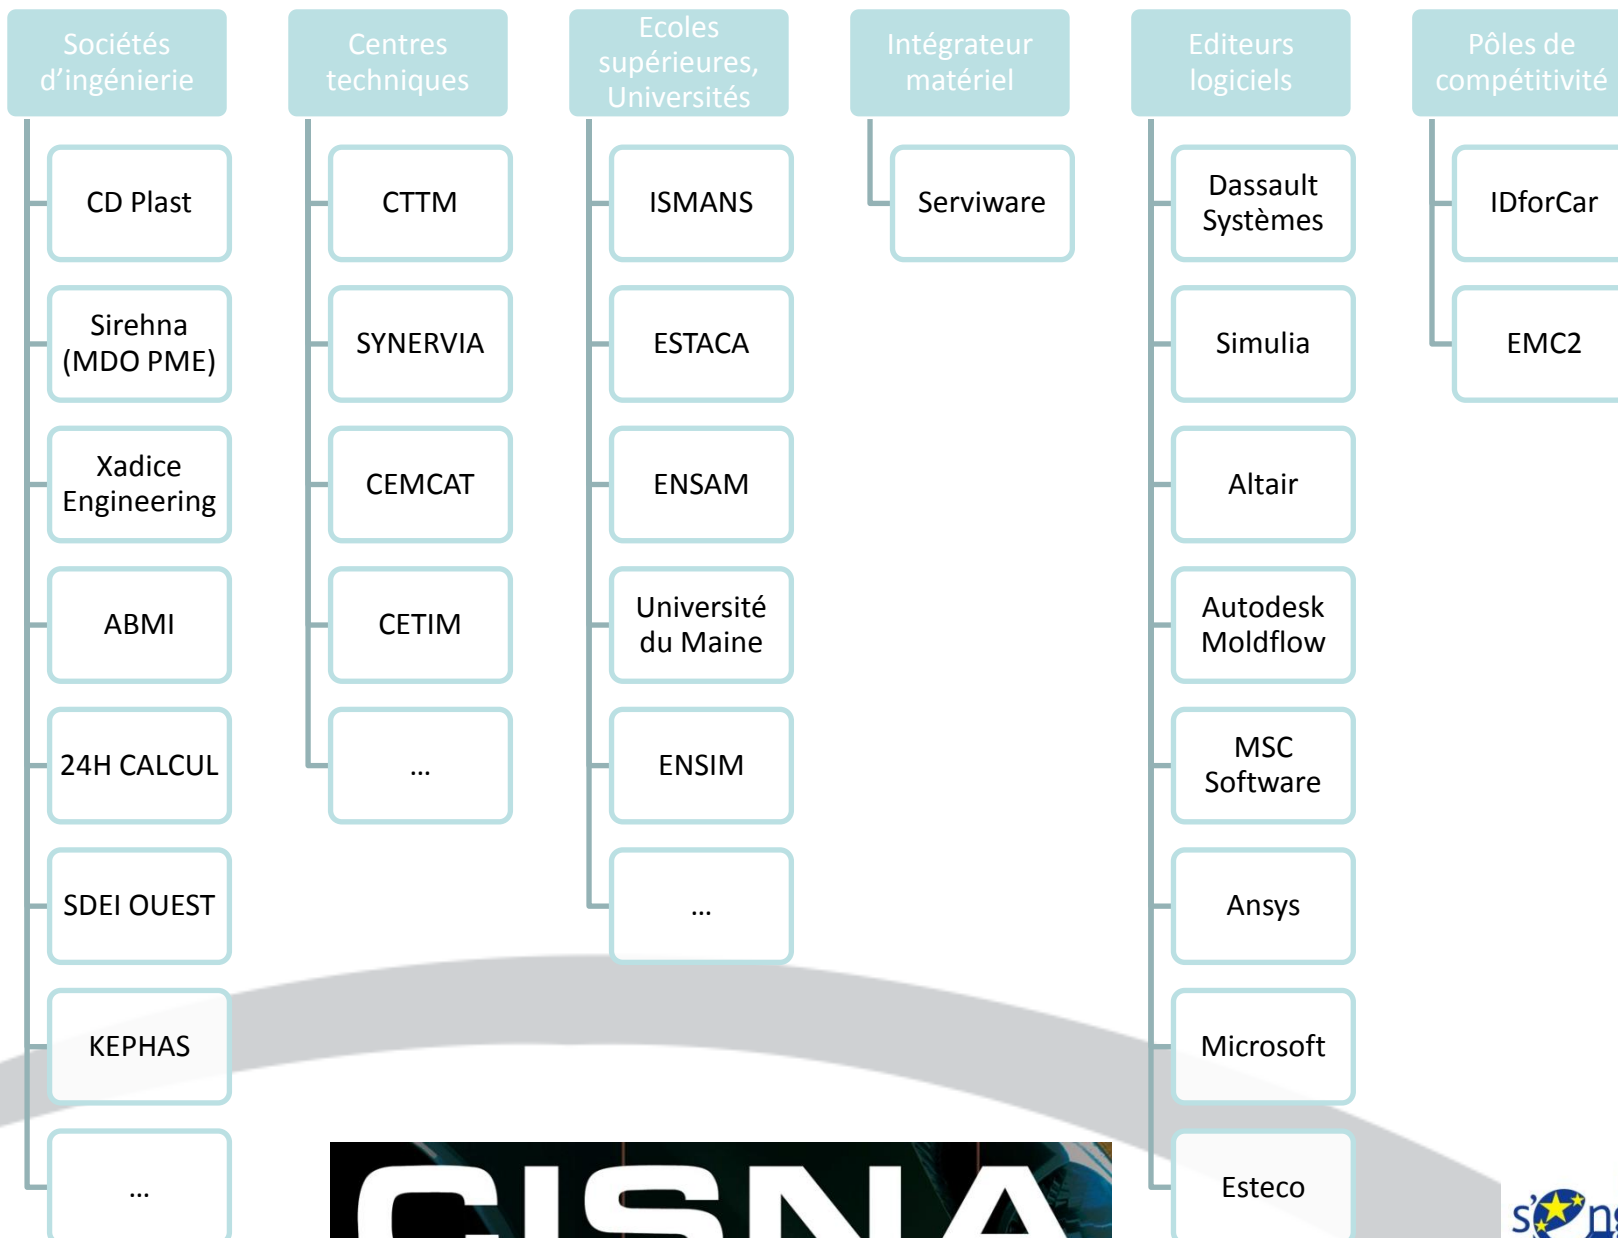 Sociétés
d’ingénierie
CD Plast
Sirehna
(MDO PME)
Xadice
Engineering
ABMI
24H CALCUL
SDEI OUEST
KEPHAS
...
Centres
techniques
CTTM
SYNERVIA
CEMCAT
CETIM
...
Ecoles
supérieures,
Universités
ISMANS
ESTACA
ENSAM
Université
du Maine
ENSIM
...
Intégrateur
matériel
Serviware
Editeurs
logiciels
Dassault
Systèmes
Simulia
Altair
Autodesk
Moldflow
MSC
Software
Ansys
Microsoft
Esteco
Pôles de
compétitivité
IDforCar
EMC2
CISNA